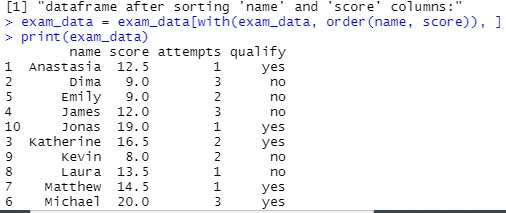 [1] "dataframe after sorting 'name' and 'score' columns:"
> exam_data = exam_data[with(exam_data, order(name, score)), ]
> print(exam_data)
        name score attempts qualify
1  Anastasia  12.5        1     yes
2       Dima   9.0        3      no
5      Emily   9.0        2      no
4      James  12.0        3      no
10     Jonas  19.0        1     yes
3  Katherine  16.5        2     yes
9      Kevin   8.0        2      no
8      Laura  13.5        1      no
7    Matthew  14.5        1     yes
6    Michael  20.0        3     yes